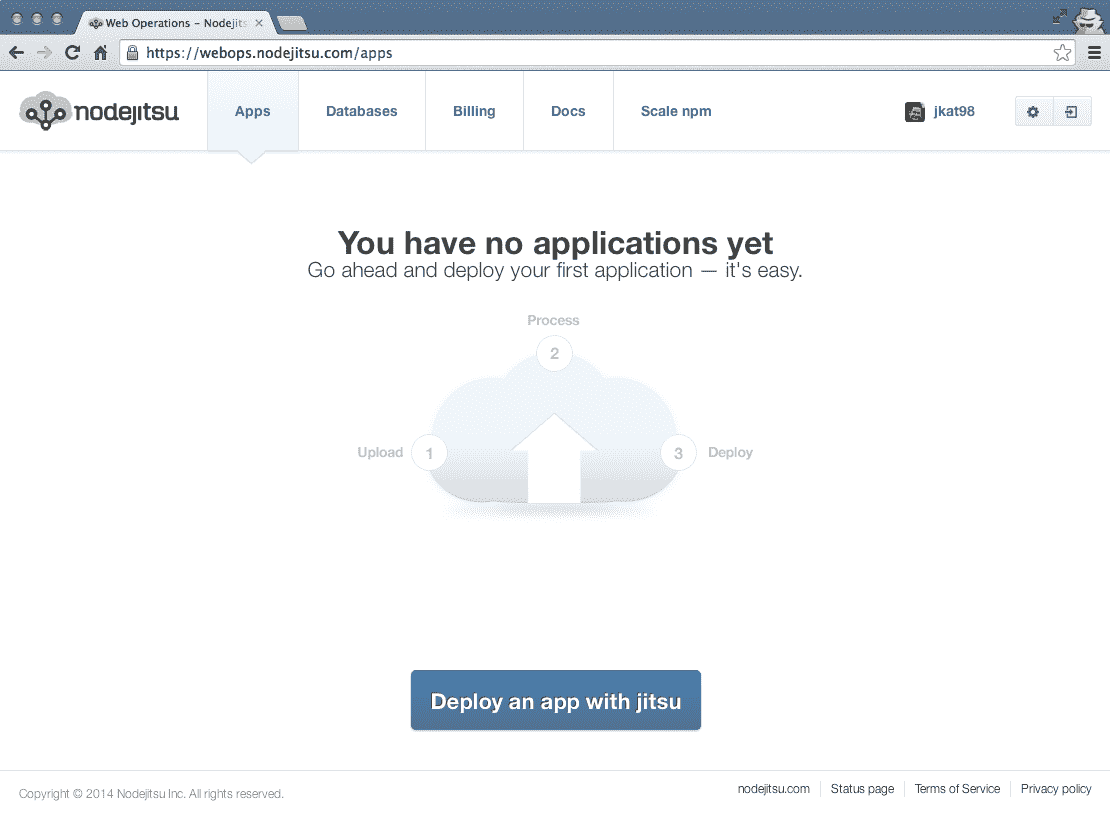 Web Operations – Nodejits
https://webops.nodejitsu.com/apps
nodejitsu
Apps
Databases
Billing
Docs
Scale npm
jkat98
You have no applications yet
Go ahead and deploy your first application — it's easy.
Process
2
Upload
1
3
Deploy
Deploy an app with jitsu
Copyright © 2014 Nodejitsu Inc. All rights reserved.
nodejitsu.com
Status page
Terms of Service
Privacy policy